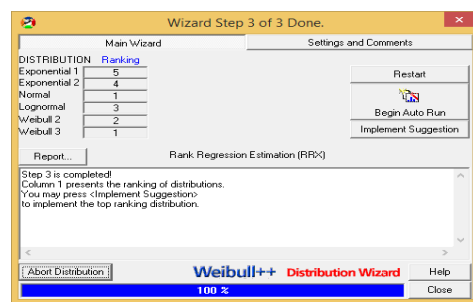 Wizard Step 3 of 3 Done.
Main Wizard
Settings and Comments
DISTRIBUTION Ranking
Exponential 1 5
Exponential 2 4
Normal 1
Lognormal 3
Weibull 2 2
Weibull 3 1
Restart
Begin Auto Run
Implement Suggestion
Report...
Rank Regression Estimation (RRX)
Step 3 is completed!
Column 1 presents the ranking of distributions.
You may press <Implement Suggestion>
to implement the top ranking distribution.
Abort Distribution
Weibull++ Distribution Wizard
Help
100 %
Close